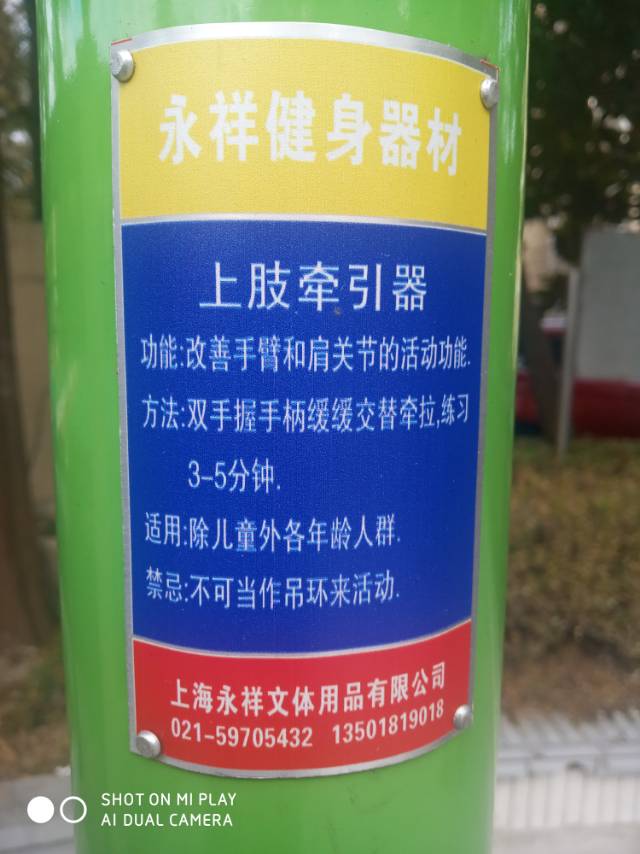 永祥健身器材
上肢牵引器
功能:改善手臂和肩关节的活动功能.
方法:双手握手柄缓缓交替牵拉,练习
3-5分钟.
适用:除儿童外各年龄人群.
禁忌:不可当作吊环来活动.
上海永祥文体用品有限公司
021-59705432 13501819018
SHOT ON MI PLAY
AI DUAL CAMERA